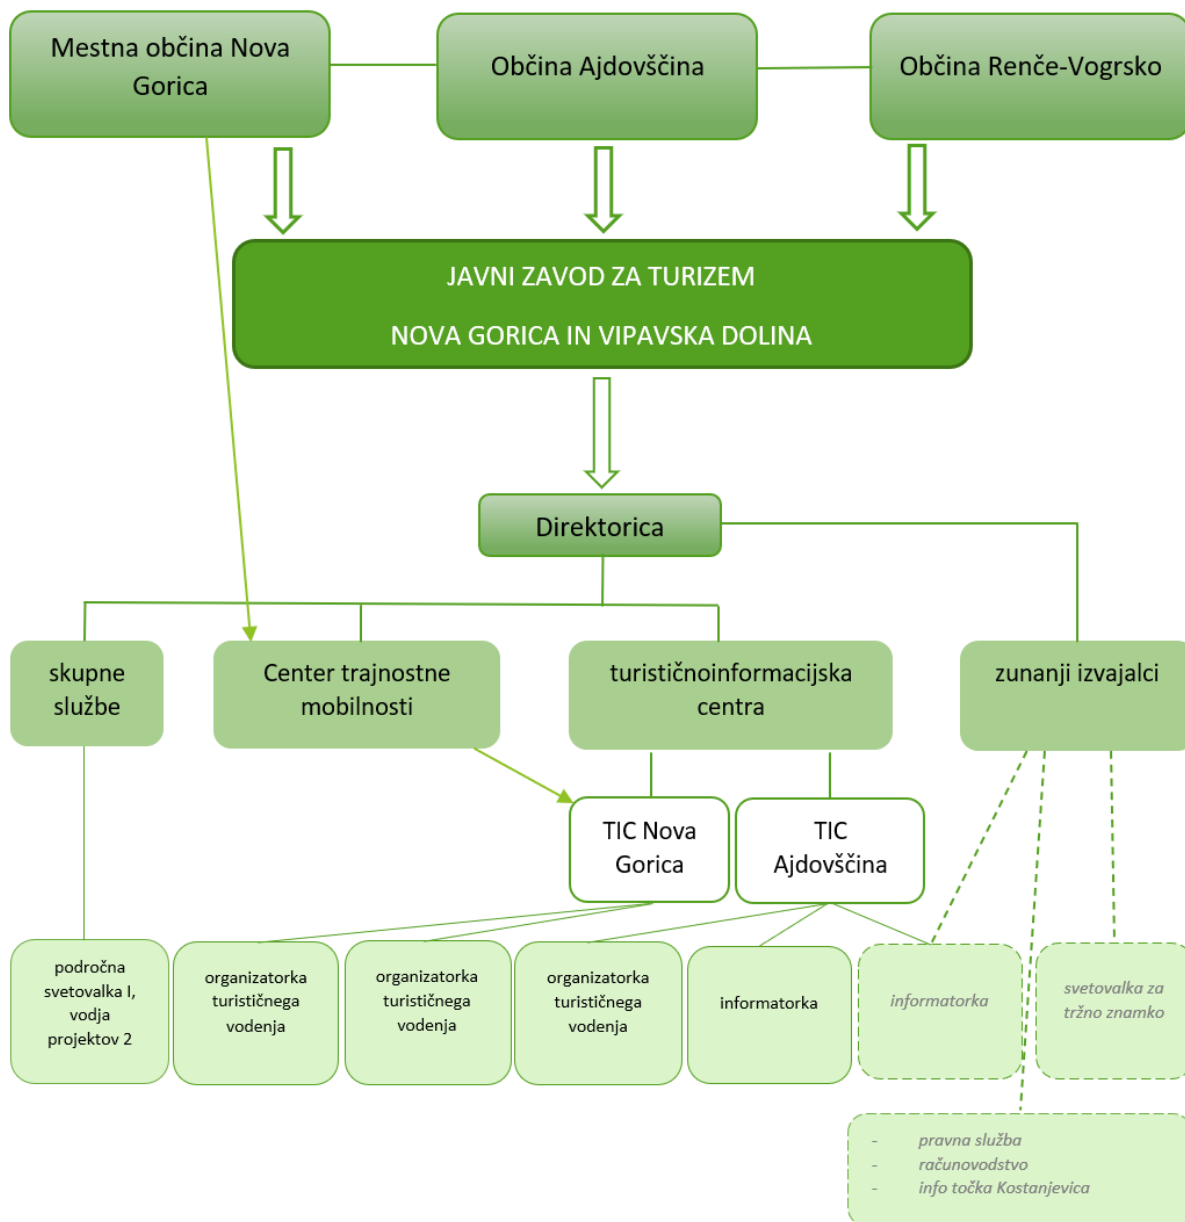 Mestna občina Nova
Gorica
Občina Ajdovščina
Občina Renče-Vogrsko
JAVNI ZAVOD ZA TURIZEM
NOVA GORICA IN VIPAVSKA DOLINA
Direktorica
skupne
službe
Center trajnostne
mobilnosti
turističnoinformacijska
centra
zunanji izvajalci
TIC Nova
Gorica
TIC
Ajdovščina
področna
svetovalka I,
vodja
projektov 2
organizatorka
turističnega
vodenja
organizatorka
turističnega
vodenja
organizatorka
turističnega
vodenja
informatorka
informatorka
svetovalka za
tržno znamko
- pravna služba
- računovodstvo
- info točka Kostanjevica